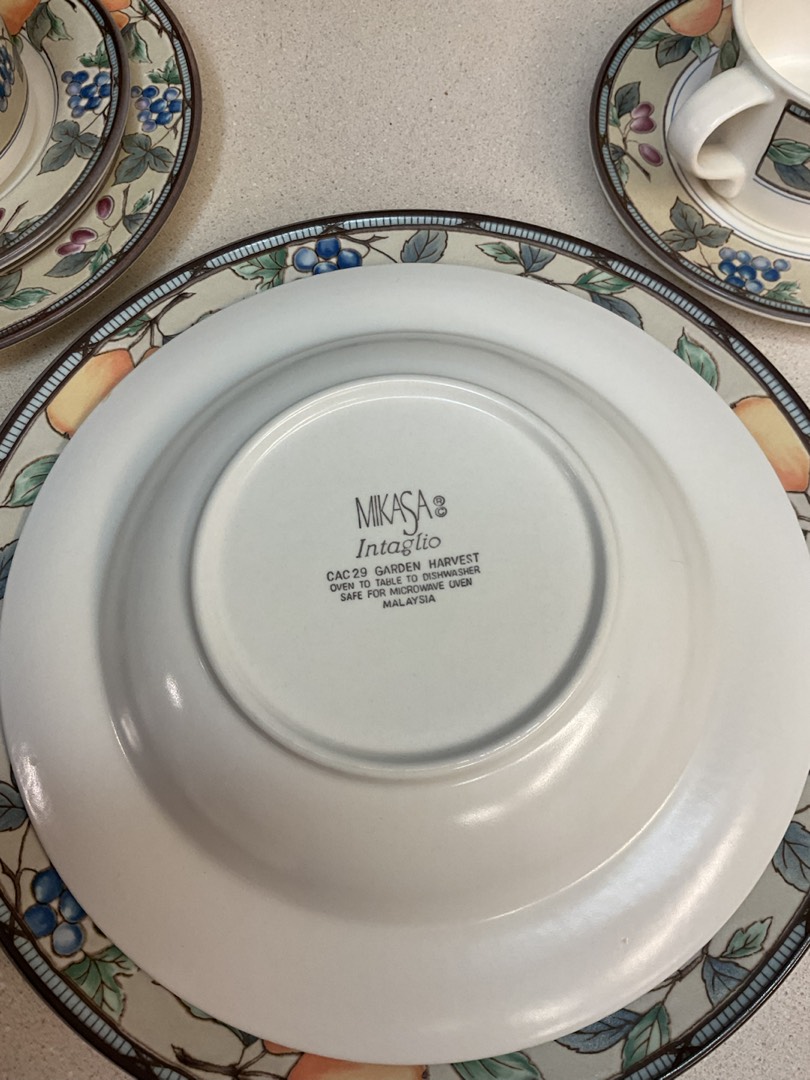 MIKASA ® ©
Intaglio
CAC29 GARDEN HARVEST
OVEN TO TABLE TO DISHWASHER
SAFE FOR MICROWAVE OVEN
MALAYSIA